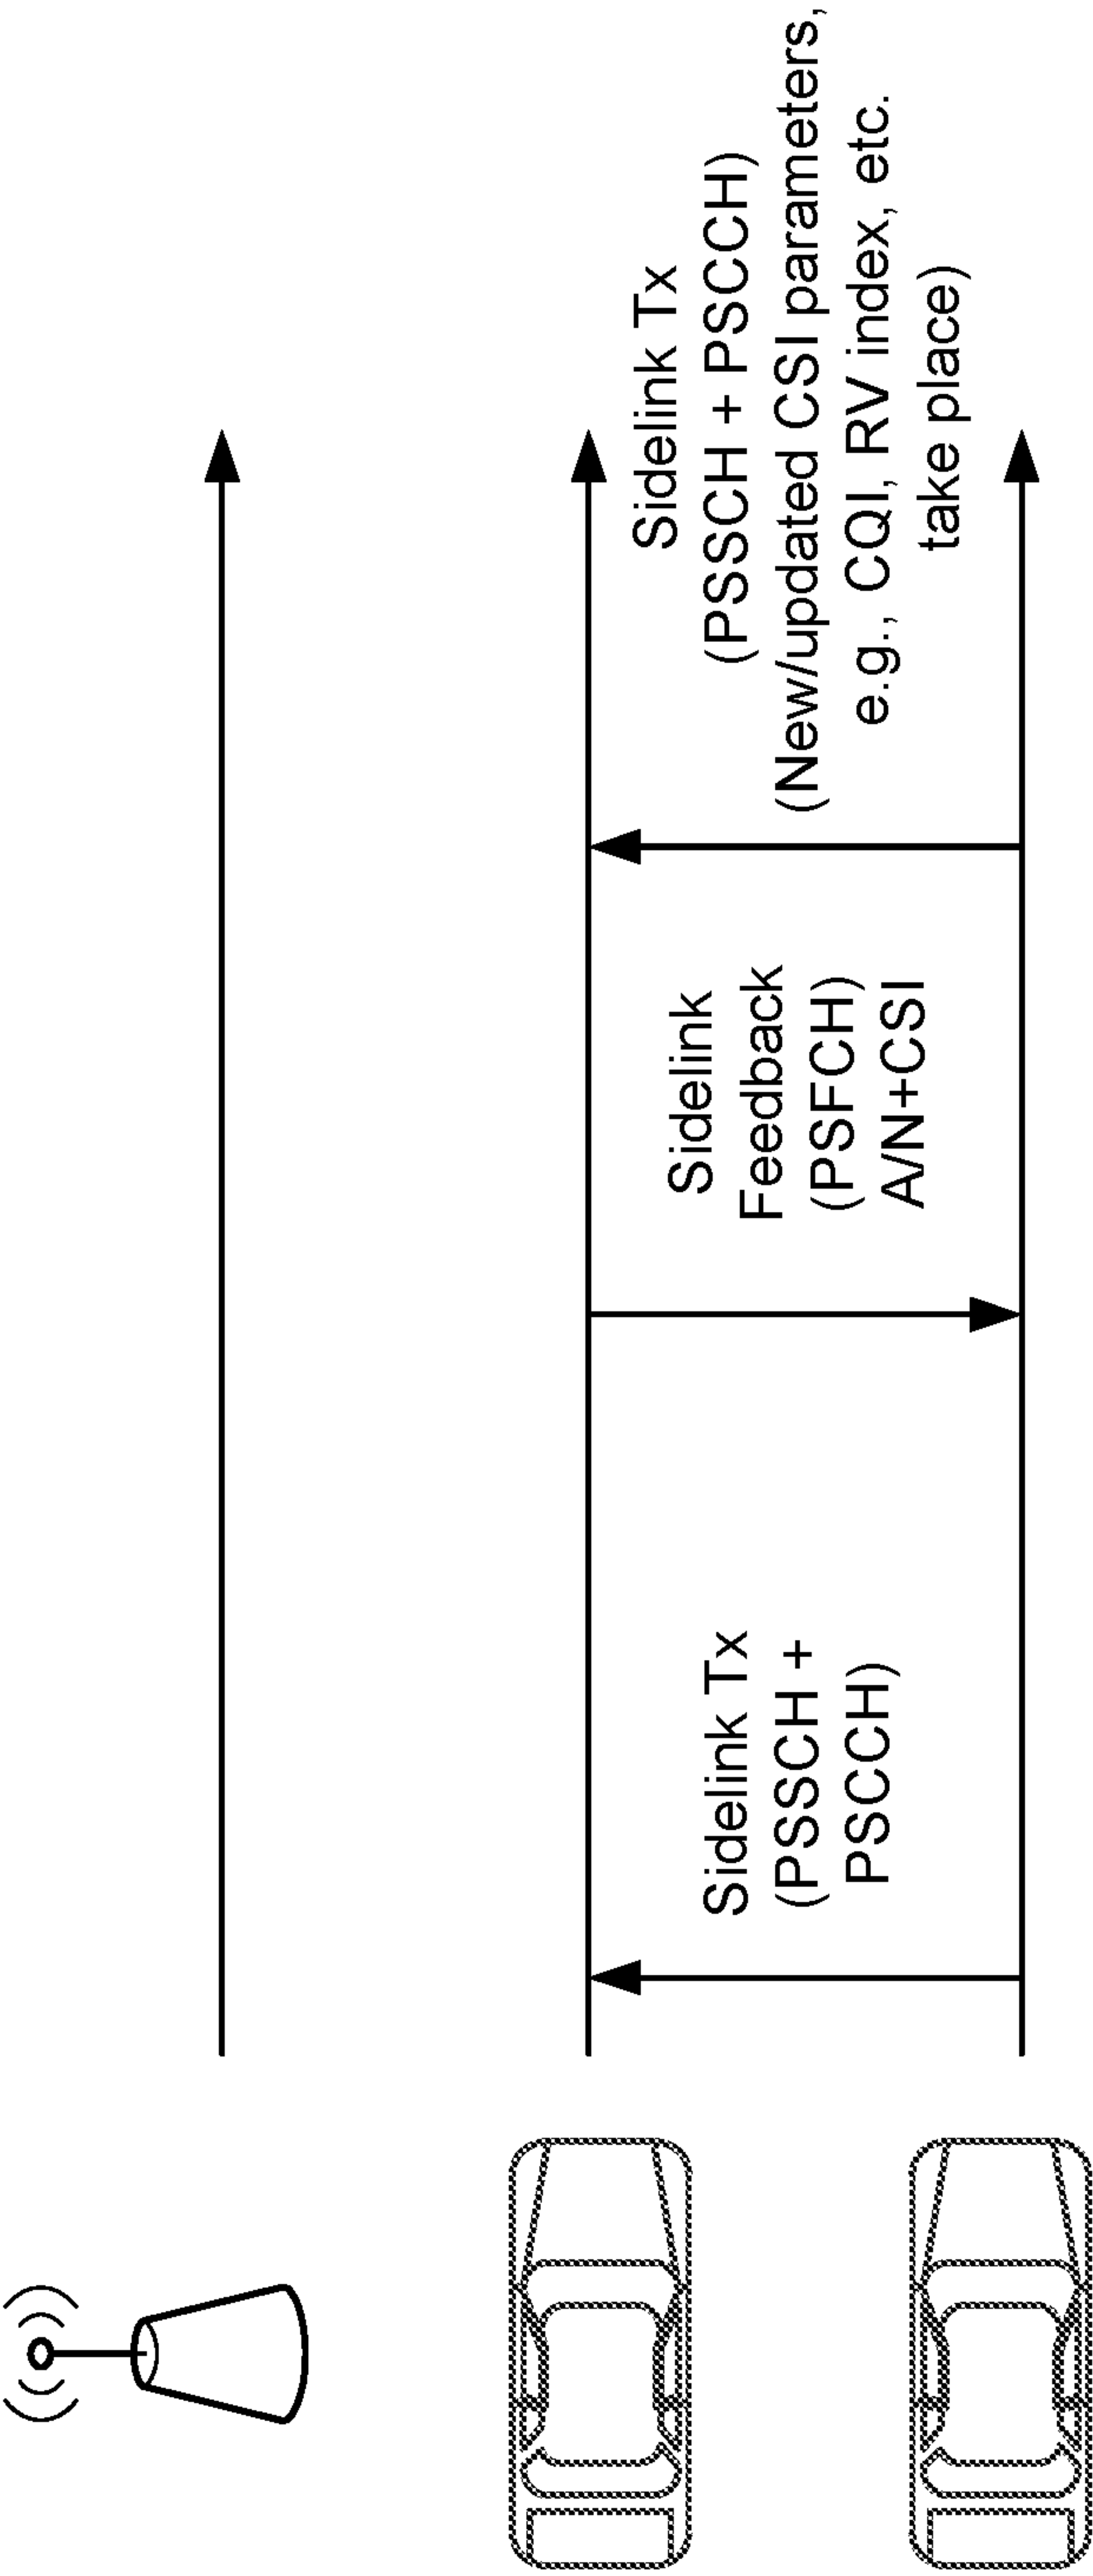 Sidelink Tx
(PSSCH +
PSCCH)
Sidelink
Feedback
(PSFCH)
A/N+CSI
Sidelink Tx
(PSSCH + PSCCH)
(New/updated CSI parameters,
e.g., CQI, RV index, etc.
take place)